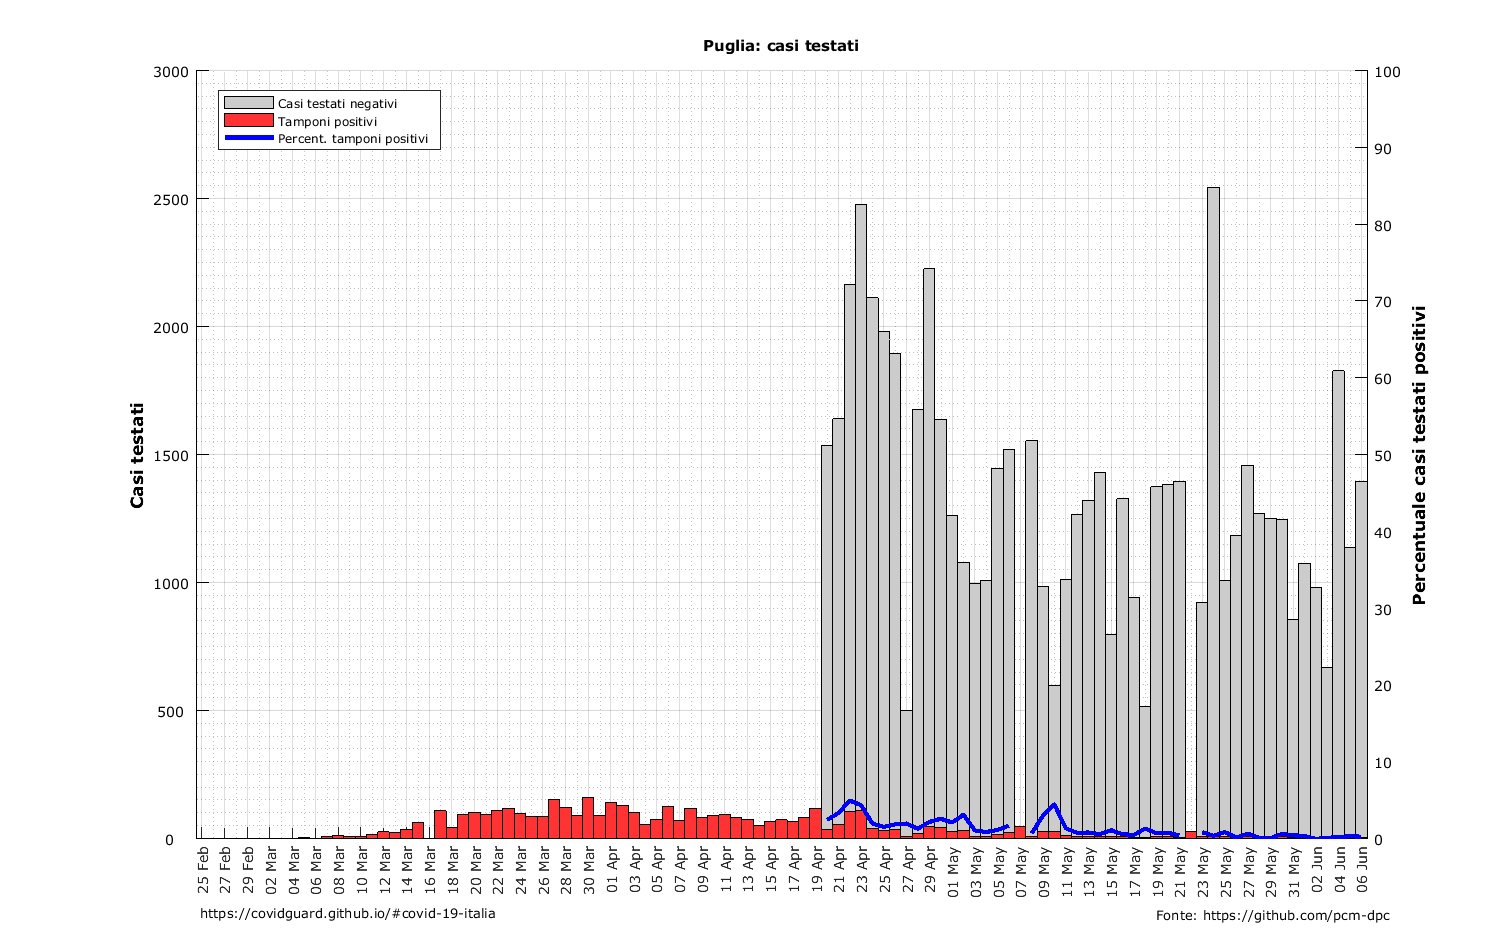 Puglia: casi testati
Casi testati negativi
Tamponi positivi
Percent. tamponi positivi
Casi testati
3000
2500
2000
1500
1000
500
0
Percentuale casi testati positivi
100
90
80
70
60
50
40
30
20
10
0
25 Feb
27 Feb
29 Feb
02 Mar
04 Mar
06 Mar
08 Mar
10 Mar
12 Mar
14 Mar
16 Mar
18 Mar
20 Mar
22 Mar
24 Mar
26 Mar
28 Mar
30 Mar
01 Apr
03 Apr
05 Apr
07 Apr
09 Apr
11 Apr
13 Apr
15 Apr
17 Apr
19 Apr
21 Apr
23 Apr
25 Apr
27 Apr
29 Apr
01 May
03 May
05 May
07 May
09 May
11 May
13 May
15 May
17 May
19 May
21 May
23 May
25 May
27 May
29 May
31 May
02 Jun
04 Jun
06 Jun
https://covidguard.github.io/#covid-19-italia
Fonte: https://github.com/pcm-dpc